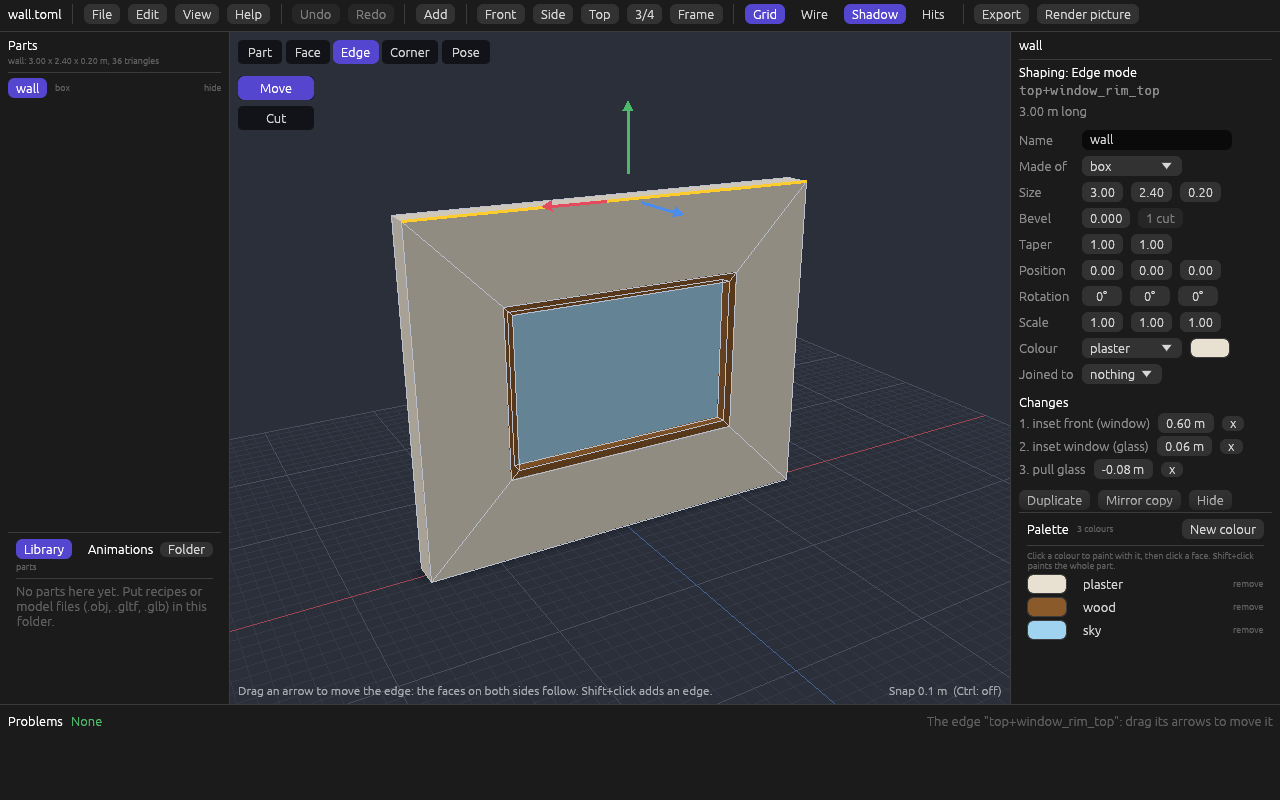 wall.toml File Edit View Help Undo Redo Add Front Side Top 3/4 Frame Grid Wire Shadow Hits Export Render picture
Parts
wall: 3.00 x 2.40 x 0.20 m, 36 triangles
wall box hide
Library Animations Folder
parts
No parts here yet. Put recipes or
model files (.obj, .gltf, .glb) in this
folder.
Part Face Edge Corner Pose
Move
Cut
Drag an arrow to move the edge: the faces on both sides follow. Shift+click adds an edge.
Snap 0.1 m (Ctrl: off)
wall
Shaping: Edge mode
top+window_rim_top
3.00 m long
Name wall
Made of box
Size 3.00 2.40 0.20
Bevel 0.000 1 cut
Taper 1.00 1.00
Position 0.00 0.00 0.00
Rotation 0° 0° 0°
Scale 1.00 1.00 1.00
Colour plaster
Joined to nothing
Changes
1. inset front (window) 0.60 m x
2. inset window (glass) 0.06 m x
3. pull glass -0.08 m x
Duplicate Mirror copy Hide
Palette 3 colours New colour
Click a colour to paint with it, then click a face. Shift+click
paints the whole part.
plaster remove
wood remove
sky remove
Problems None
The edge "top+window_rim_top": drag its arrows to move it